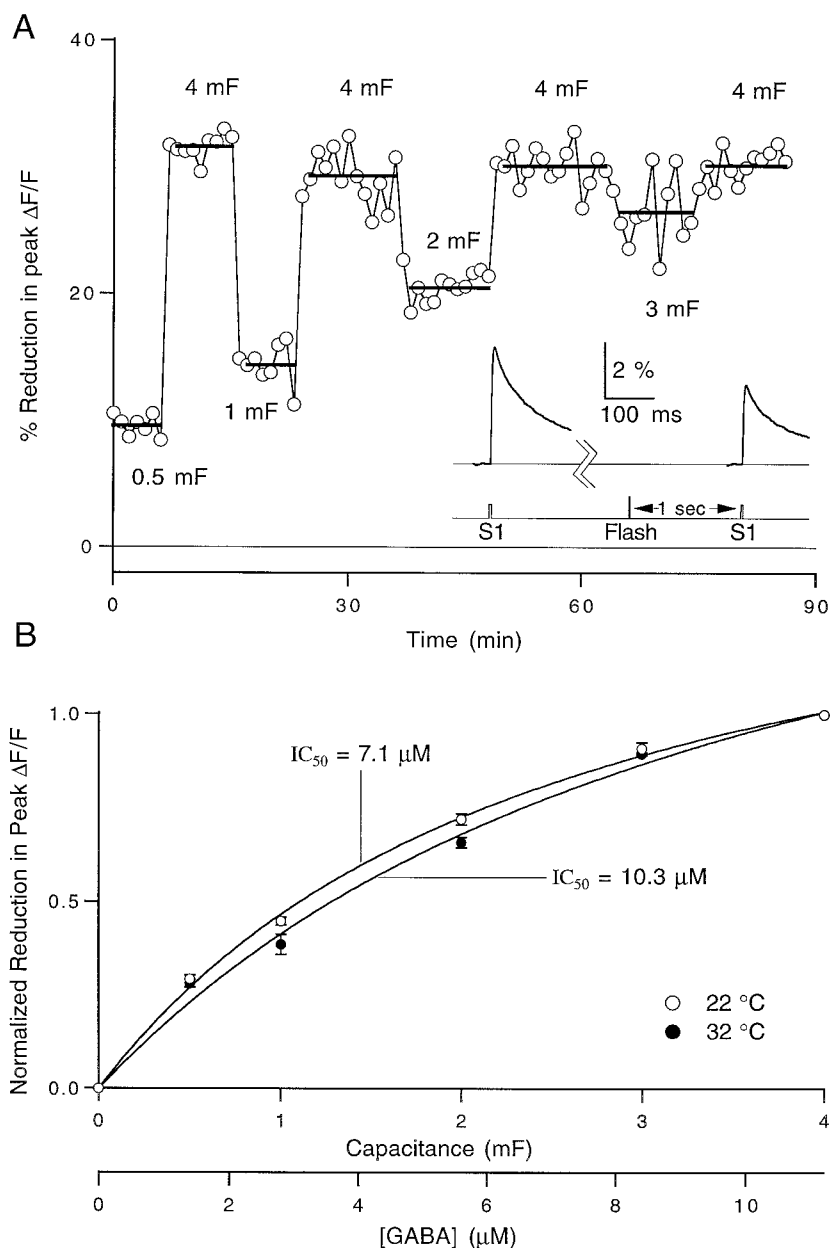 A
40
4 mF
4 mF
4 mF
4 mF
% Reduction in peak ΔF/F
2 mF
20
3 mF
1 mF
2 %
100 ms
0.5 mF
1 sec
S1
Flash
S1
0
0
30
60
90
Time (min)
B
1.0
IC50 = 7.1 μM
Normalized Reduction in Peak ΔF/F
0.5
IC50 = 10.3 μM
22 °C
32 °C
0.0
0
1
2
3
4
Capacitance (mF)
0
2
4
6
8
10
[GABA] (μM)